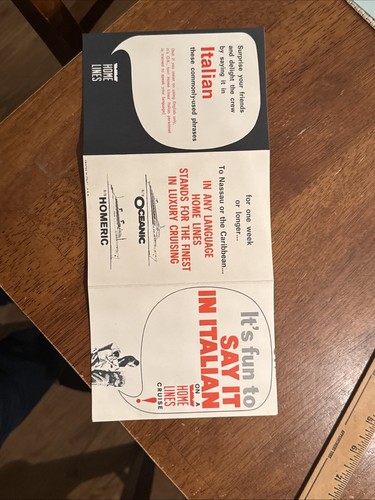 Surprise your friends
and delight the crew
by saying it in
Italian
these commonly-used phrases
HOME
LINES
for one week
or longer...
To Nassau or the Caribbean...
IN ANY LANGUAGE
HOME LINES
STANDS FOR THE FINEST
IN LUXURY CRUISING
OCEANIC
HOMERIC
It's fun to
SAY IT
IN ITALIAN
ON A
HOME
LINES
CRUISE!